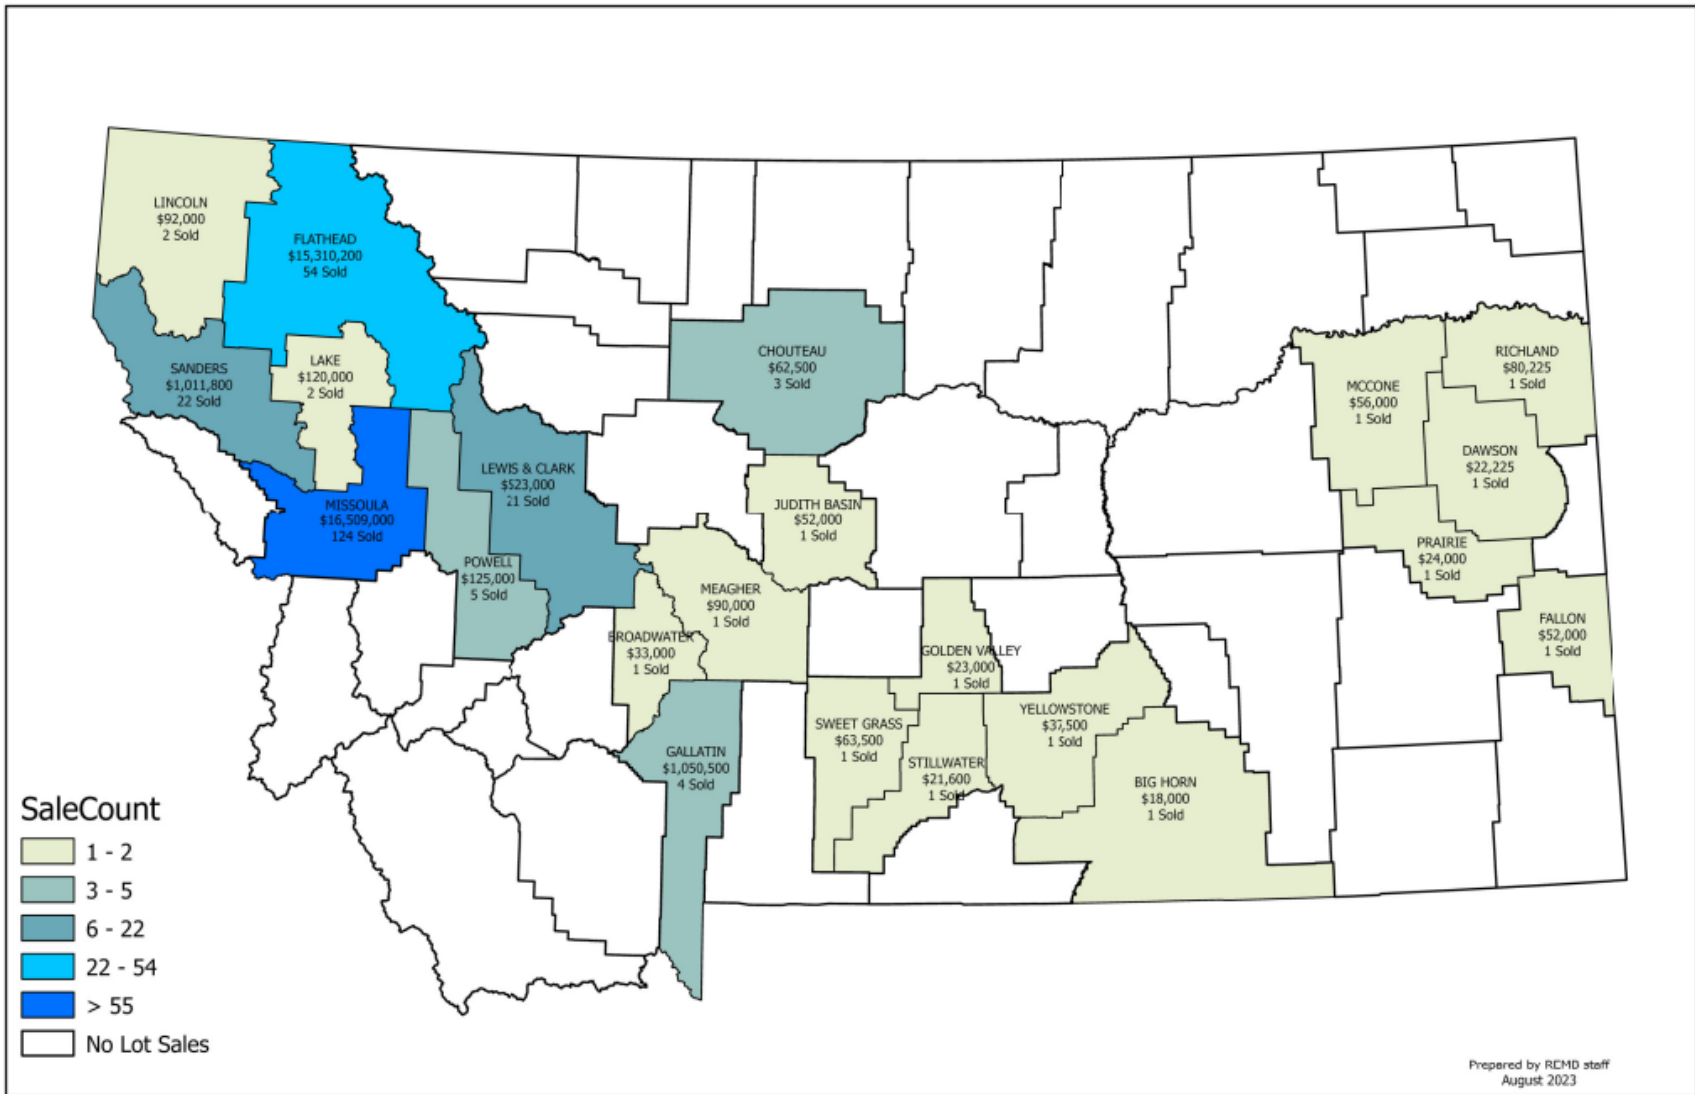 LINCOLN
$92,000
2 Sold
FLATHEAD
$15,310,200
54 Sold
SANDERS
$1,011,800
22 Sold
LAKE
$120,000
2 Sold
CHOUTEAU
$62,500
3 Sold
RICHLAND
$80,225
1 Sold
MCCONE
$56,000
1 Sold
DAWSON
$22,225
1 Sold
LEWIS & CLARK
$523,000
21 Sold
MISSOULA
$16,509,000
124 Sold
JUDITH BASIN
$52,000
1 Sold
PRAIRIE
$24,000
1 Sold
POWELL
$125,000
5 Sold
MEAGHER
$90,000
1 Sold
FALLON
$52,000
1 Sold
BROADWATER
$33,000
1 Sold
GOLDEN VALLEY
$23,000
1 Sold
SWEET GRASS
$63,500
1 Sold
YELLOWSTONE
$37,500
1 Sold
GALLATIN
$1,050,500
4 Sold
STILLWATER
$21,600
1 Sold
BIG HORN
$18,000
1 Sold
SaleCount
1 - 2
3 - 5
6 - 22
22 - 54
> 55
No Lot Sales
Prepared by REMD staff
August 2023